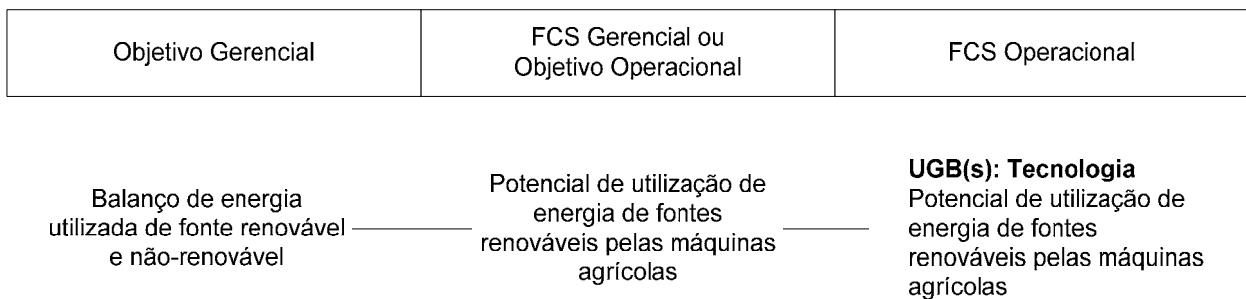 Objetivo Gerencial
FCS Gerencial ou
Objetivo Operacional
FCS Operacional
Balanço de energia
utilizada de fonte renovável
e não-renovável
Potencial de utilização de
energia de fontes
renováveis pelas máquinas
agrícolas
UGB(s): Tecnologia
Potencial de utilização de
energia de fontes
renováveis pelas máquinas
agrícolas